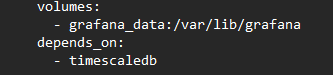 volumes:
  - grafana_data:/var/lib/grafana
depends_on:
  - timescaledb